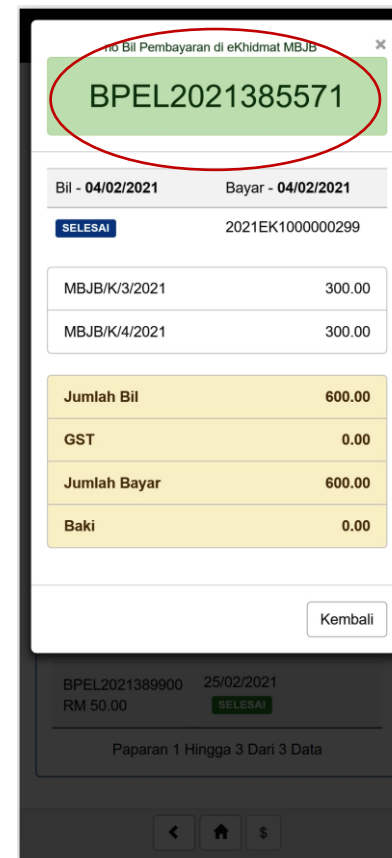 no Bil Pembayaran di eKhidmat MBJB ×
BPEL2021385571
Bil - 04/02/2021 Bayar - 04/02/2021
SELESAI 2021EK1000000299
MBJB/K/3/2021 300.00
MBJB/K/4/2021 300.00
Jumlah Bil 600.00
GST 0.00
Jumlah Bayar 600.00
Baki 0.00
Kembali
BPEL2021389900 25/02/2021
RM 50.00 SELESAI
Paparan 1 Hingga 3 Dari 3 Data
$